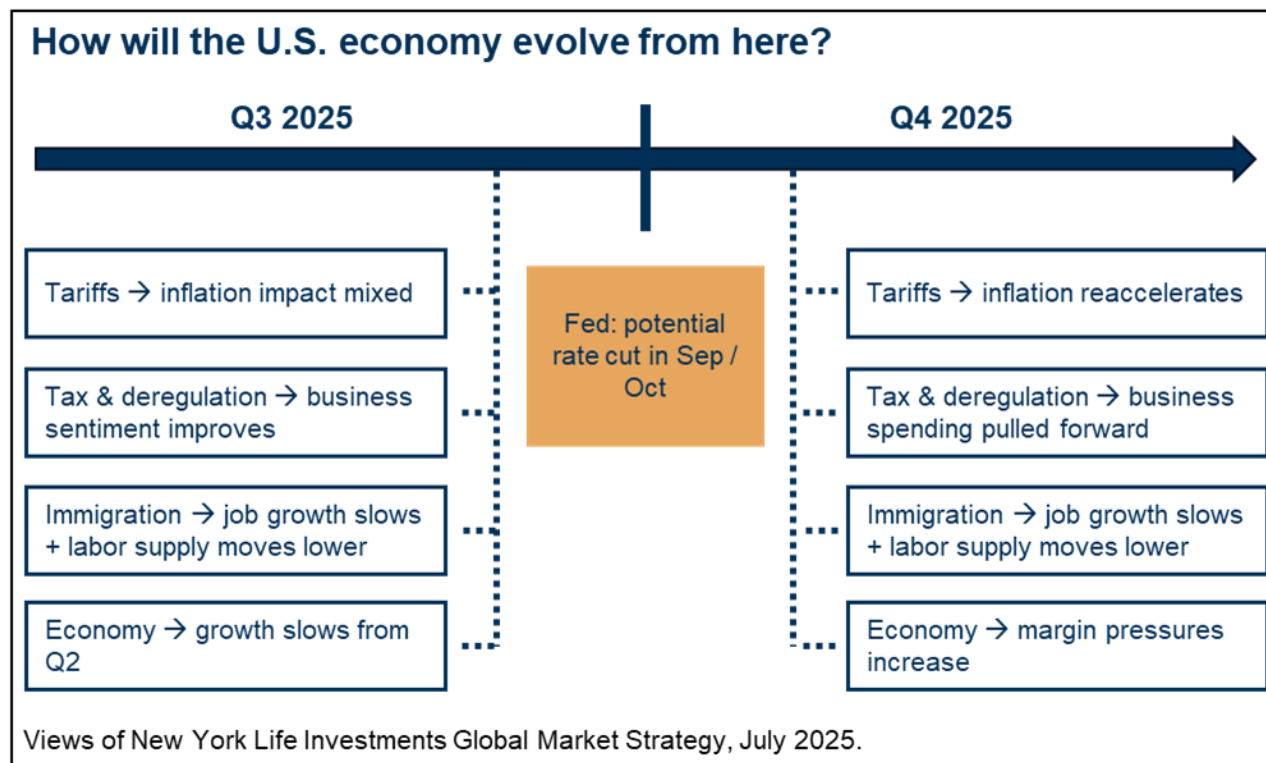 How will the U.S. economy evolve from here?
Q3 2025
Q4 2025
Tariffs → inflation impact mixed
Tax & deregulation → business
sentiment improves
Immigration → job growth slows
+ labor supply moves lower
Economy → growth slows from
Q2
Fed: potential
rate cut in Sep /
Oct
Tariffs → inflation reaccelerates
Tax & deregulation → business
spending pulled forward
Immigration → job growth slows
+ labor supply moves lower
Economy → margin pressures
increase
Views of New York Life Investments Global Market Strategy, July 2025.